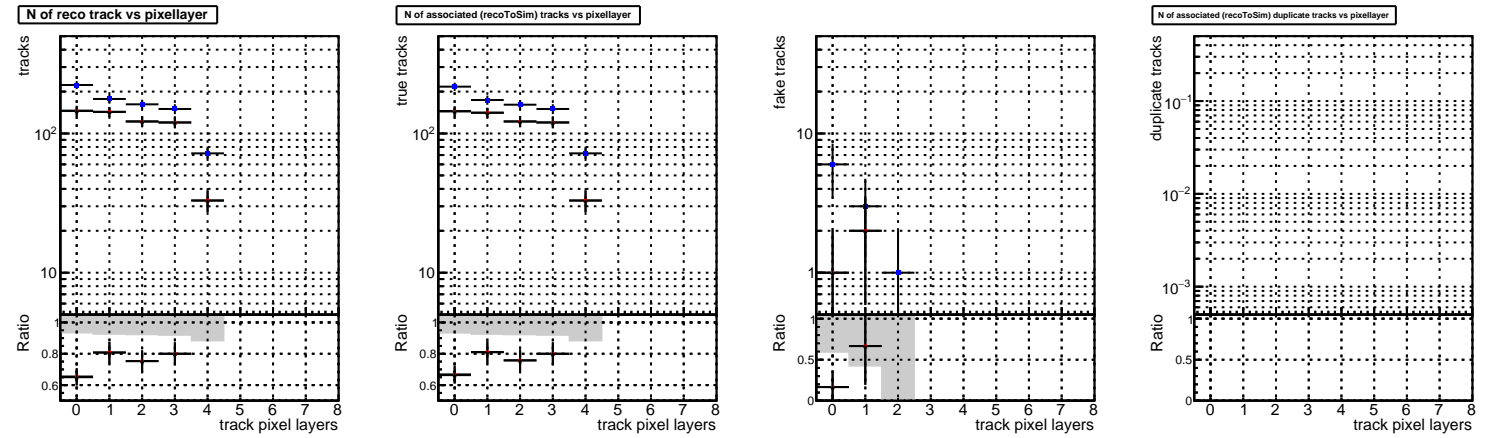 N of reco track vs pixellayer
tracks
10²
10
Ratio
1
0.8
0.6
0 1 2 3 4 5 6 7 8
track pixel layers
N of associated (recoToSim) tracks vs pixellayer
true tracks
10²
10
Ratio
1
0.8
0.6
0 1 2 3 4 5 6 7 8
track pixel layers
fake tracks
10
1
Ratio
1
0.5
0
0 1 2 3 4 5 6 7 8
track pixel layers
N of associated (recoToSim) duplicate tracks vs pixellayer
duplicate tracks
10⁻¹
10⁻²
10⁻³
Ratio
1
0.5
0
0 1 2 3 4 5 6 7 8
track pixel layers